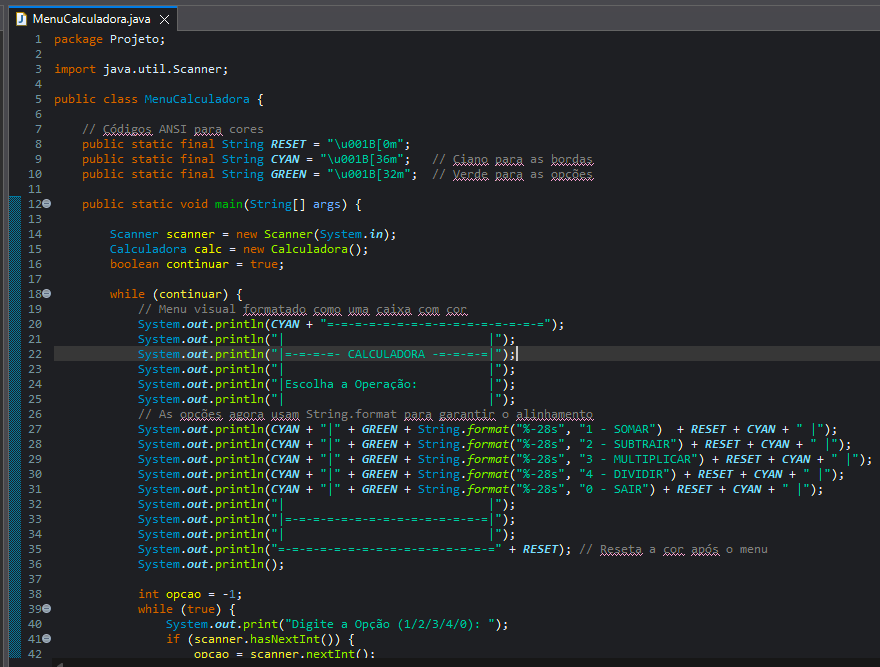 MenuCalculadora.java
1 package Projeto;
2
3 import java.util.Scanner;
4
5 public class MenuCalculadora {
6
7     // Códigos ANSI para cores
8     public static final String RESET = "\u001B[0m";
9     public static final String CYAN = "\u001B[36m";   // Ciano para as bordas
10     public static final String GREEN = "\u001B[32m";  // Verde para as opções
11
12     public static void main(String[] args) {
13
14         Scanner scanner = new Scanner(System.in);
15         Calculadora calc = new Calculadora();
16         boolean continuar = true;
17
18         while (continuar) {
19             // Menu visual formatado como uma caixa com cor
20             System.out.println(CYAN + "=-=-=-=-=-=-=-=-=-=-=-=-=-=-=-=");
21             System.out.println("|                             |");
22             System.out.println("|=-=-=-=- CALCULADORA -=-=-=-=|");
23             System.out.println("|                             |");
24             System.out.println("|Escolha a Operação:          |");
25             System.out.println("|                             |");
26             // As opções agora usam String.format para garantir o alinhamento
27             System.out.println(CYAN + "|" + GREEN + String.format("%-28s", "1 - SOMAR")  + RESET + CYAN + " |");
28             System.out.println(CYAN + "|" + GREEN + String.format("%-28s", "2 - SUBTRAIR") + RESET + CYAN + " |");
29             System.out.println(CYAN + "|" + GREEN + String.format("%-28s", "3 - MULTIPLICAR") + RESET + CYAN + " |");
30             System.out.println(CYAN + "|" + GREEN + String.format("%-28s", "4 - DIVIDIR") + RESET + CYAN + " |");
31             System.out.println(CYAN + "|" + GREEN + String.format("%-28s", "0 - SAIR") + RESET + CYAN + " |");
32             System.out.println("|                             |");
33             System.out.println("|=-=-=-=-=-=-=-=-=-=-=-=-=-=-=|");
34             System.out.println("|                             |");
35             System.out.println("=-=-=-=-=-=-=-=-=-=-=-=-=-=-=-=" + RESET); // Reseta a cor após o menu
36             System.out.println();
37
38             int opcao = -1;
39             while (true) {
40                 System.out.print("Digite a Opção (1/2/3/4/0): ");
41                 if (scanner.hasNextInt()) {
42                     opcao = scanner.nextInt();